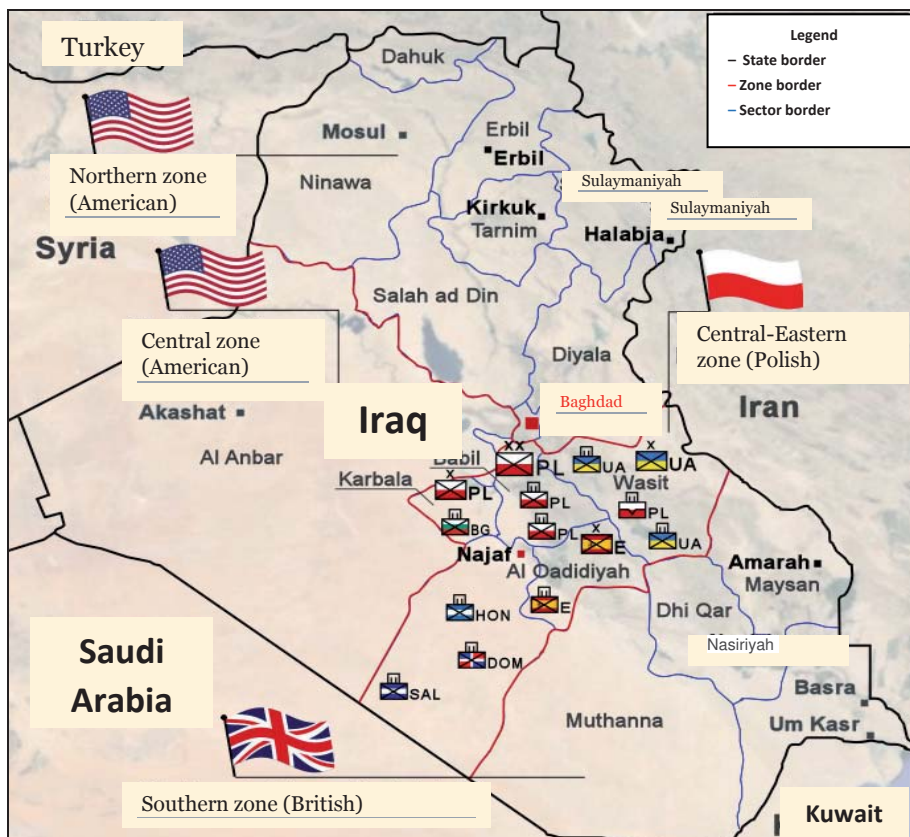 Turkey
Legend
– State border
– Zone border
– Sector border
Dahuk
Mosul
Erbil
Erbil
Northern zone
(American)
Ninawa
Sulaymaniyah
Sulaymaniyah
Kirkuk
Tarnim
Halabja
Syria
Salah ad Din
Central zone
(American)
Diyala
Central-Eastern
zone (Polish)
Akashat
Iraq
Baghdad
Iran
Al Anbar
XX
X
Babil
PL
UA
UA
Karbala
Wasit
X
PL
PL
PL
BG
PL
X
E
UA
Najaf
Al Qadidiyah
Amarah
Maysan
HON
E
Dhi Qar
Nasiriyah
Saudi
Arabia
DOM
SAL
Basra
Muthanna
Um Kasr
Southern zone (British)
Kuwait